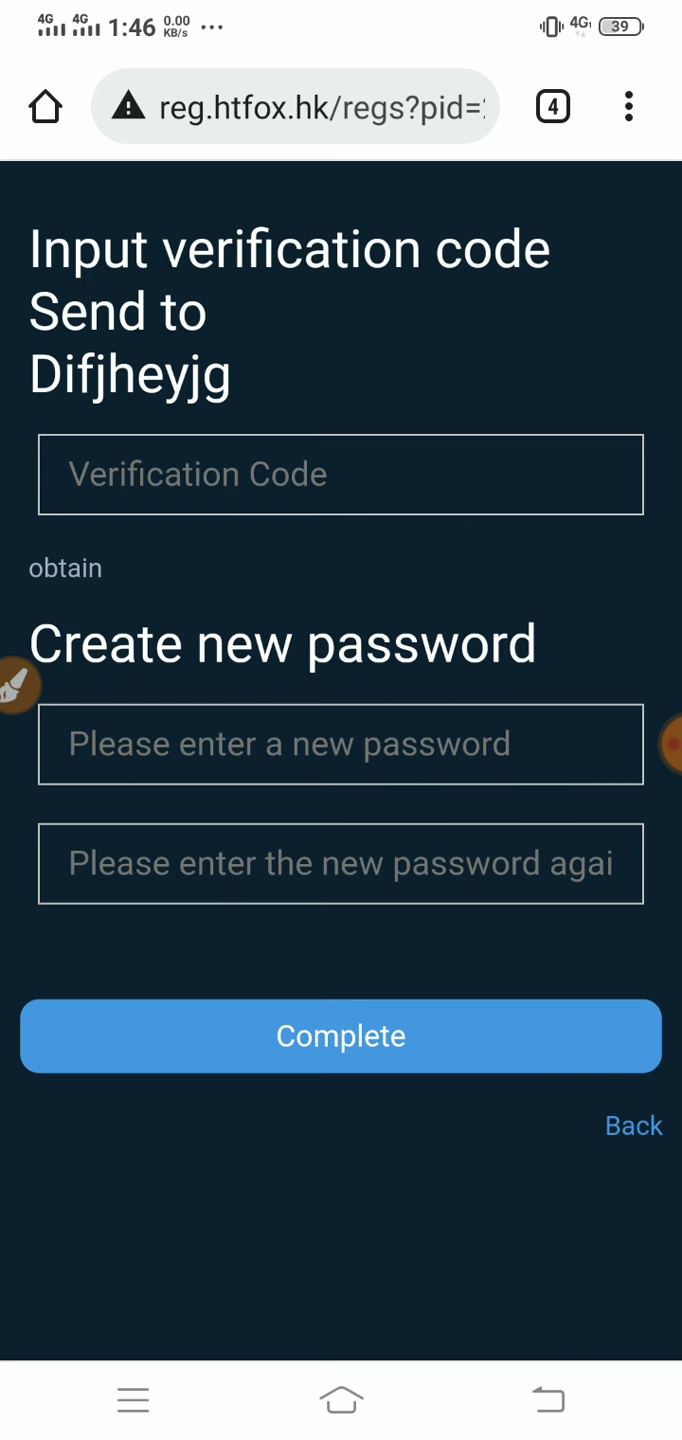 4G 4G 1:46 0.00 KB/s ... 4G 39
reg.htfox.hk/regs?pid= 4
Input verification code
Send to
Difjheyjg
Verification Code
obtain
Create new password
Please enter a new password
Please enter the new password agai
Complete
Back